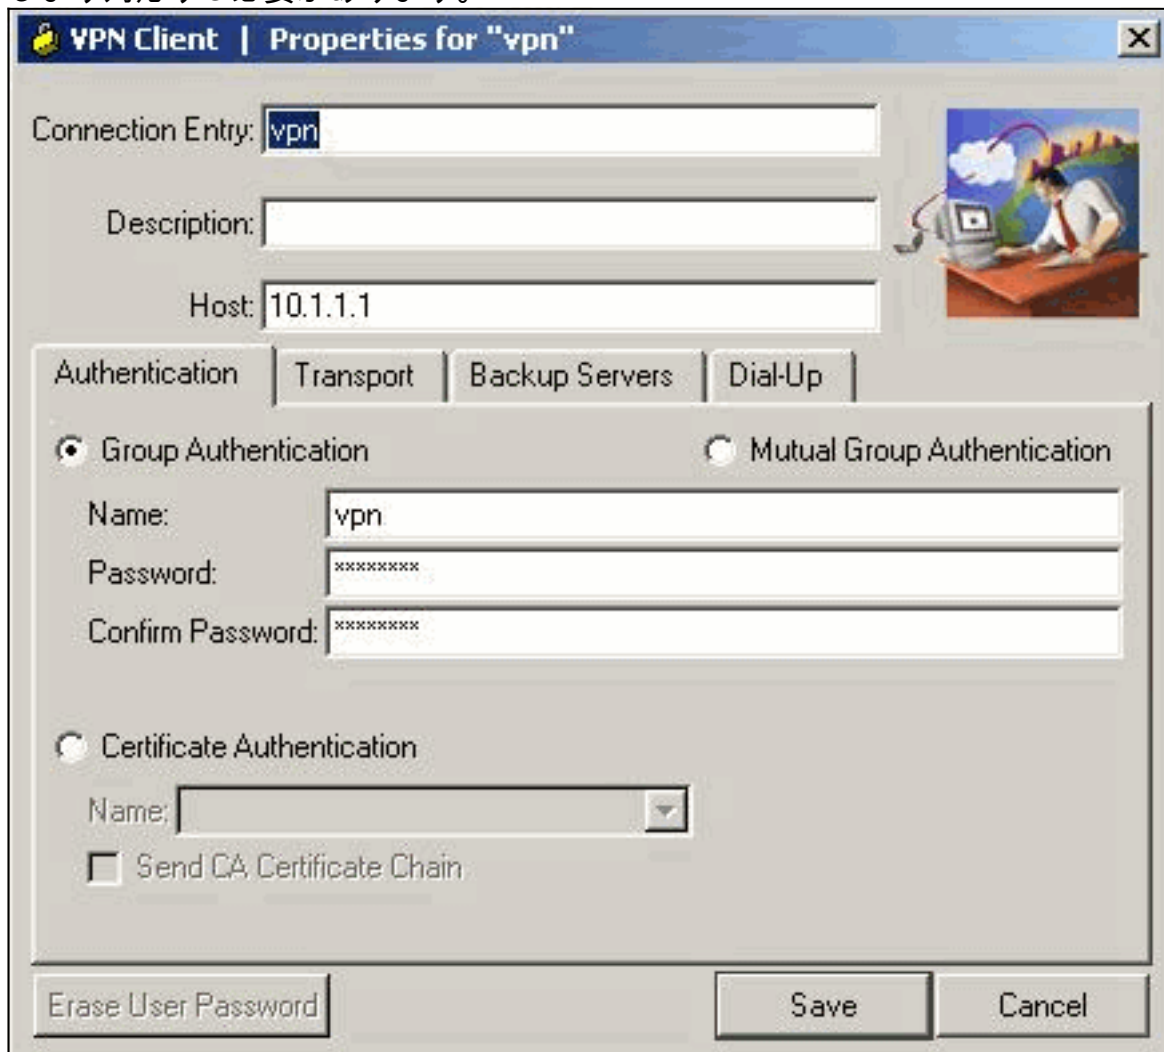 VPN Client | Properties for "vpn"
Connection Entry: vpn
Description:
Host: 10.1.1.1
Authentication Transport Backup Servers Dial-Up
Group Authentication Mutual Group Authentication
Name: vpn
Password: ********
Confirm Password: ********
Certificate Authentication
Name:
Send CA Certificate Chain
Erase User Password Save Cancel